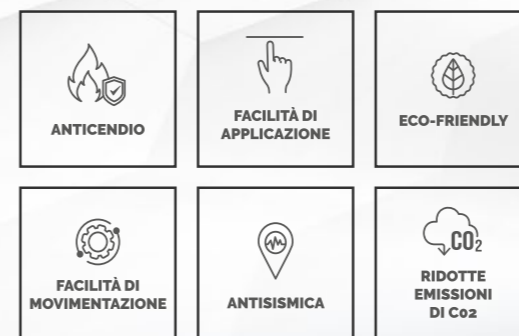 ANTICENDIO
FACILITÀ DI
APPLICAZIONE
ECO-FRIENDLY
FACILITÀ DI
MOVIMENTAZIONE
ANTISISMICA
CO₂
RIDOTTE
EMISSIONI
DI CO2